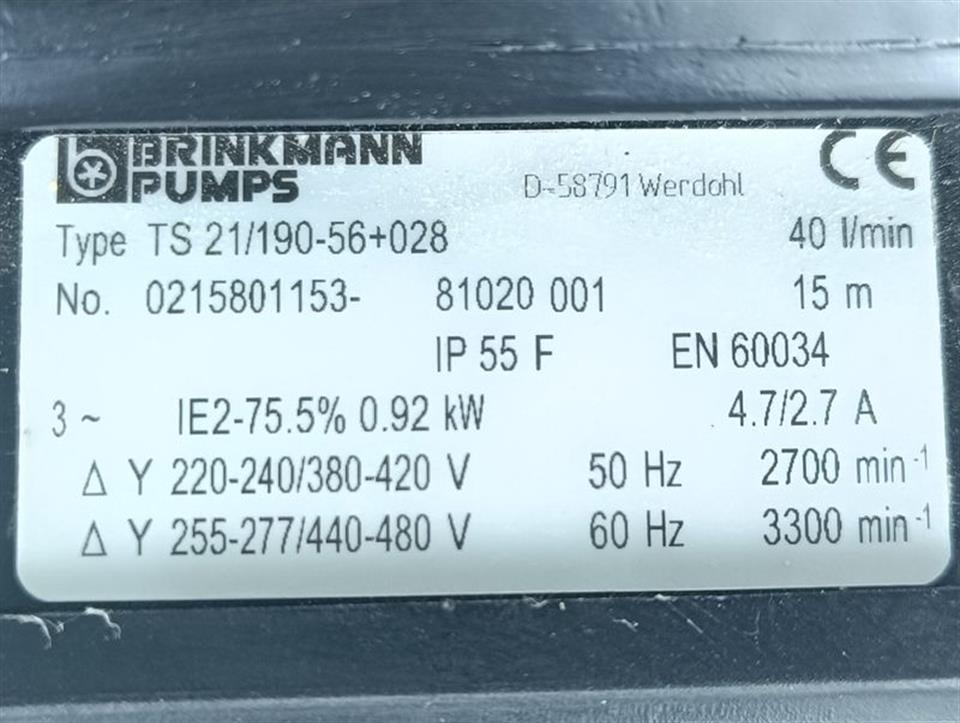 BRINKMANN
PUMPS
D-58791 Werdohl
CE
Type TS 21/190-56+028 40 l/min
No. 0215801153- 81020 001 15 m
IP 55 F EN 60034
3 ~ IE2-75.5% 0.92 kW 4.7/2.7 A
Δ Y 220-240/380-420 V 50 Hz 2700 min⁻¹
Δ Y 255-277/440-480 V 60 Hz 3300 min⁻¹